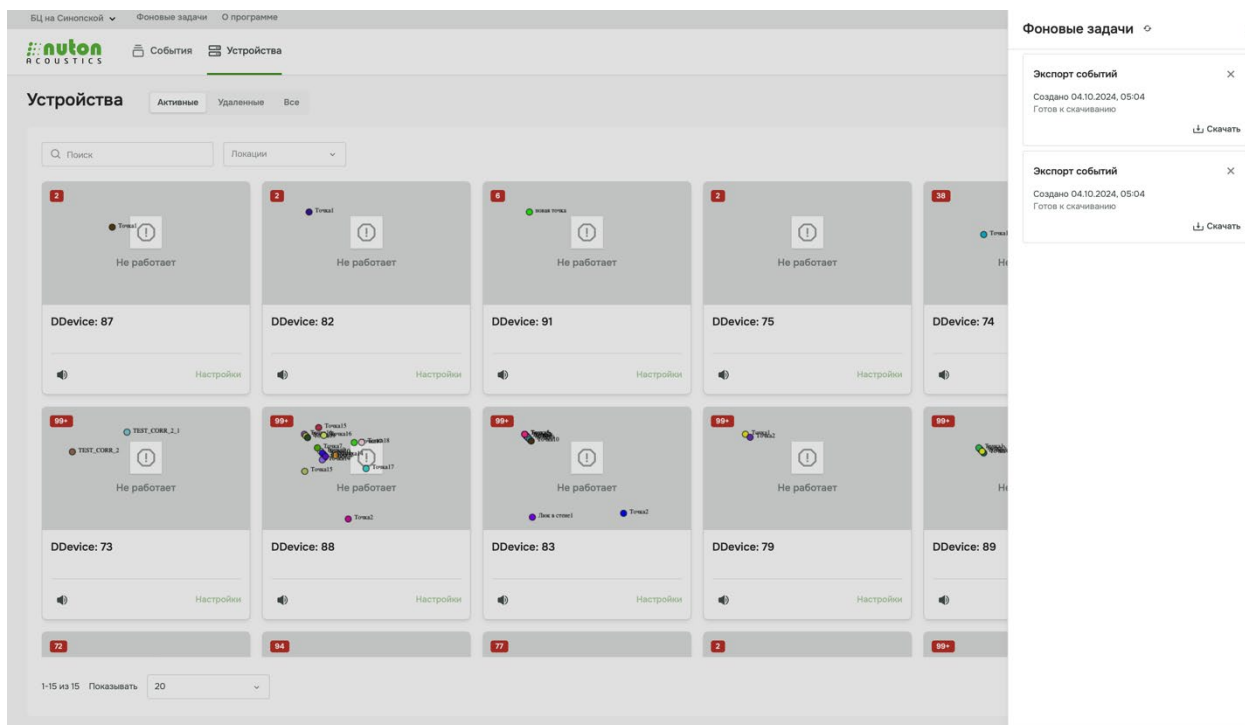 БЦ на Синопской Фоновые задачи О программе
nuton
ACOUSTICS
События Устройства
Устройства Активные Удаленные Все
Поиск Локации
2 2 6 2 38
Точка1 Точка1 новая точка
Не работает Не работает Не работает Не работает
DDevice: 87 DDevice: 82 DDevice: 91 DDevice: 75 DDevice: 74
Настройки Настройки Настройки Настройки
99+ 99+ 99+ 99+ 99+
TEST_CORR_2_1
TEST_CORR_2
Точка15
Точка18
Точка15 Точка17
Не работает Не работает Не работает Не работает
Точка2 Люк в стене1 Точка2
DDevice: 73 DDevice: 88 DDevice: 83 DDevice: 79 DDevice: 89
Настройки Настройки Настройки Настройки
72 94 77 2 99+
1-15 из 15 Показывать 20
Фоновые задачи
Экспорт событий
Создано 04.10.2024, 05:04
Готов к скачиванию
Скачать
Экспорт событий
Создано 04.10.2024, 05:04
Готов к скачиванию
Скачать